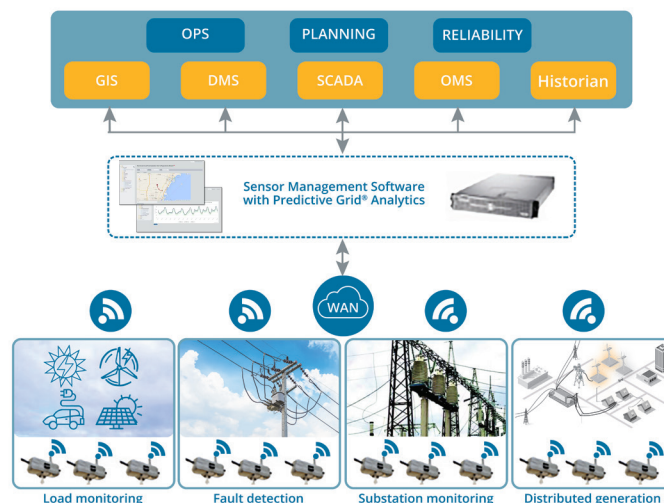 OPS
PLANNING
RELIABILITY
GIS
DMS
SCADA
OMS
Historian
Sensor Management Software
with Predictive Grid® Analytics
WAN
Load monitoring
Fault detection
Substation monitoring
Distributed generation